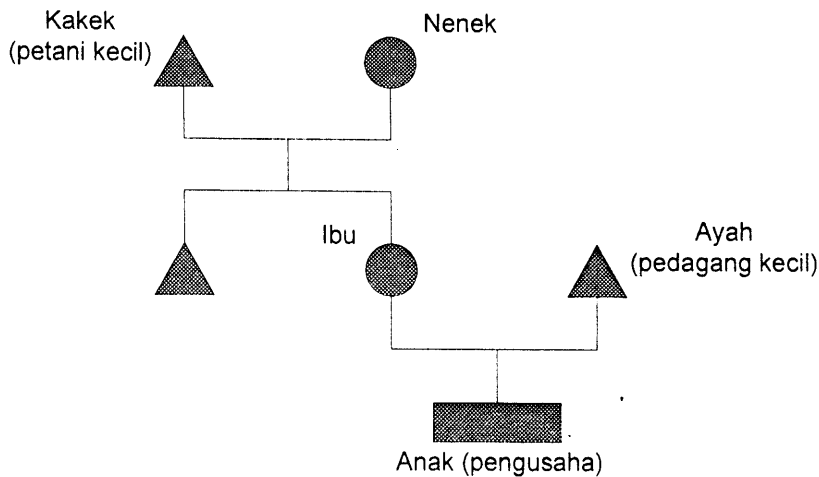 Kakek
(petani kecil)
Nenek
Ibu
Ayah
(pedagang kecil)
Anak (pengusaha)